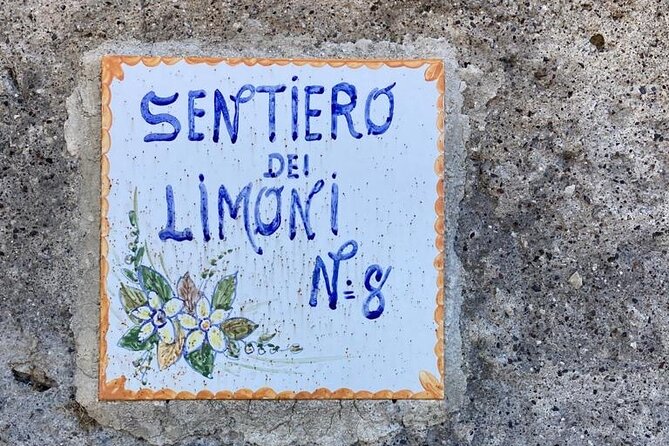 SENTIERO
DEI
LIMONI
N=8